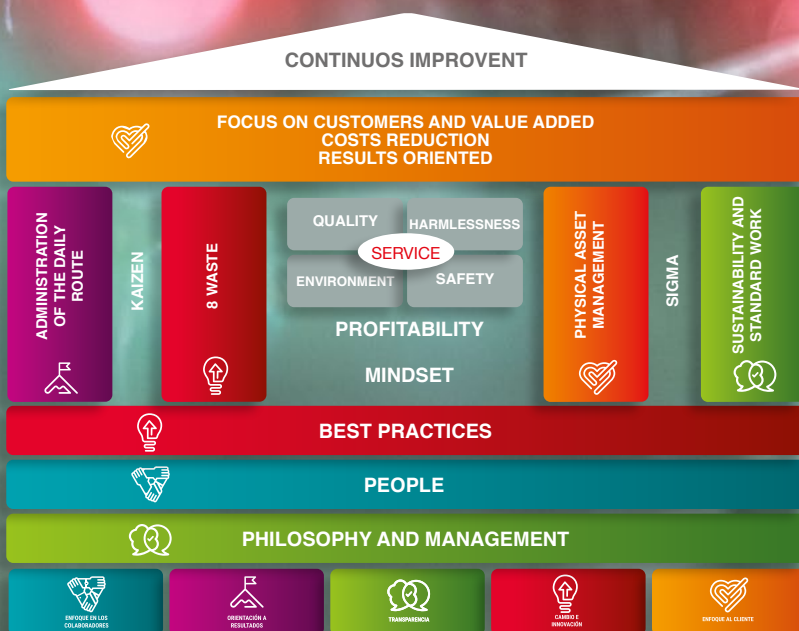 CONTINUOS IMPROVENT
FOCUS ON CUSTOMERS AND VALUE ADDED
COSTS REDUCTION
RESULTS ORIENTED
ADMINISTRATION
OF THE DAILY
ROUTE
KAIZEN
8 WASTE
QUALITY
HARMLESSNESS
SERVICE
ENVIRONMENT
SAFETY
PROFITABILITY
MINDSET
PHYSICAL ASSET
MANAGEMENT
SIGMA
SUSTAINABILITY AND
STANDARD WORK
BEST PRACTICES
PEOPLE
PHILOSOPHY AND MANAGEMENT
ENFOQUE EN LOS
COLABORADORES
ORIENTACIÓN A
RESULTADOS
TRANSPARENCIA
CAMBIO E
INNOVACIÓN
ENFOQUE AL CLIENTE